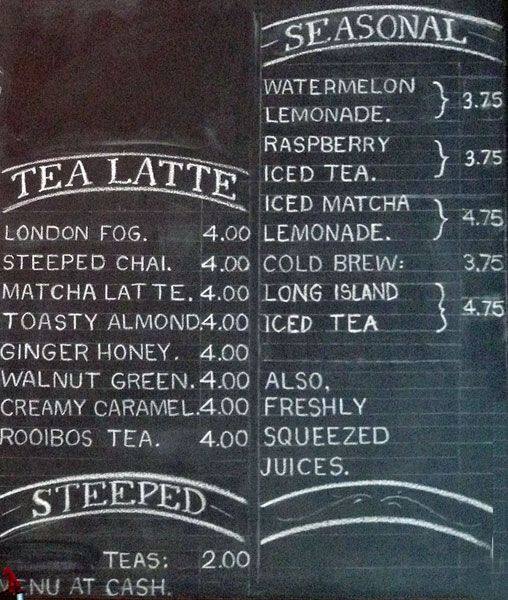 TEA LATTE
LONDON FOG. 4.00
STEEPED CHAI. 4.00
MATCHA LATTE. 4.00
TOASTY ALMOND. 4.00
GINGER HONEY. 4.00
WALNUT GREEN. 4.00
CREAMY CARAMEL. 4.00
ROOIBOS TEA. 4.00
STEEPED
TEAS: 2.00
MENU AT CASH.
SEASONAL
WATERMELON
LEMONADE. } 3.75
RASPBERRY
ICED TEA. } 3.75
ICED MATCHA
LEMONADE. } 4.75
COLD BREW: 3.75
LONG ISLAND
ICED TEA } 4.75
ALSO,
FRESHLY
SQUEEZED
JUICES.